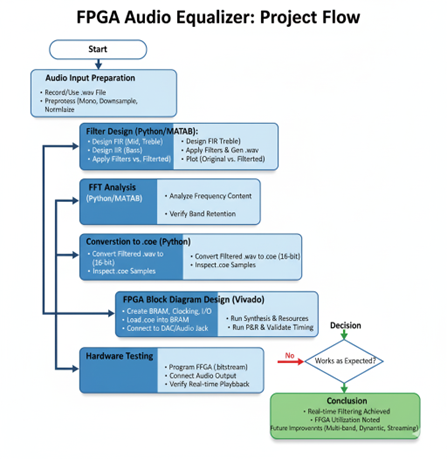 FPGA Audio Equalizer: Project Flow
Start
Audio Input Preparation
• Record/Use .wav File
• Preprotess (Mono, Downsample,
Normlaize
Filter Design (Python/MATAB):
• Design FIR (Mid, Treble)
• Design IIR (Bass)
• Apply Filters vs. Filterted)
• Design FIR Treble)
• Apply Filters & Gen .wav
• Plot (Original vs. Filterted)
FFT Analysis
(Python/MATAB)
• Analyze Frequency Content
• Verify Band Retention
Converstion to .coe (Python)
• Convert Filtered .wav to
(16-bit)
• Inspect.coe Samples
• Convert Filtered .wav to coe (16-bit)
• Inspect.coe Samples
FPGA Block Diagram Design (Vivado)
• Create BRAM, Clocking, I/O
• Load .coe into BRAM
• Connect to DAC/Audio Jack
• Run Synthesis & Resources
• Run P&R & Validate Timing
Hardware Testing
• Program FFGA (bitstream)
• Connect Audio Output
• Verify Real-time Playbback
Decision
No
Works as Expected?
Conclusion
• Real-time Filtering Achieved
• FFGA Utilization Noted
Future Improvennts (Multi-band, Dynantic, Streaming)